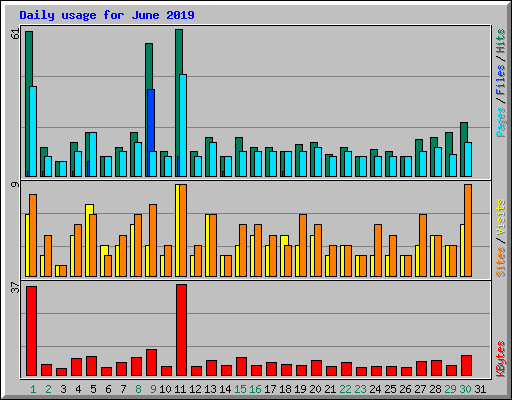 Daily usage for June 2019
61
Pages / Files / Hits
9
Sites / Visits
37
KBytes
1 2 3 4 5 6 7 8 9 10 11 12 13 14 15 16 17 18 19 20 21 22 23 24 25 26 27 28 29 30 31